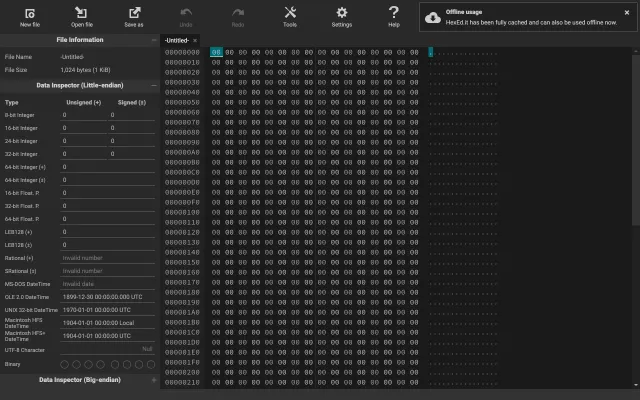 New file
Open file
Save as
Undo
Redo
Tools
Settings
Help
Offline usage
HexEd.it has been fully cached and can also be used offline now.
File Information
File Name -Untitled-
File Size 1,024 bytes (1 KiB)
Data Inspector (Little-endian)
Type Unsigned (+) Signed (±)
8-bit Integer 0 0
16-bit Integer 0 0
24-bit Integer 0 0
32-bit Integer 0 0
64-bit Integer (+) 0
64-bit Integer (±) 0
16-bit Float. P. 0
32-bit Float. P. 0
64-bit Float. P. 0
LEB128 (+) 0
LEB128 (±) 0
Rational (+) Invalid number
SRational (±) Invalid number
MS-DOS DateTime Invalid date
OLE 2.0 DateTime 1899-12-30 00:00:00.000 UTC
UNIX 32-bit DateTime 1970-01-01 00:00:00 UTC
Macintosh HFS DateTime 1904-01-01 00:00:00 Local
Macintosh HFS+ DateTime 1904-01-01 00:00:00 UTC
UTF-8 Character Null
Binary
Data Inspector (Big-endian)
-Untitled- ×
00000000 00 00 00 00 00 00 00 00 00 00 00 00 00 00 00 00 ................
00000010 00 00 00 00 00 00 00 00 00 00 00 00 00 00 00 00 ................
00000020 00 00 00 00 00 00 00 00 00 00 00 00 00 00 00 00 ................
00000030 00 00 00 00 00 00 00 00 00 00 00 00 00 00 00 00 ................
00000040 00 00 00 00 00 00 00 00 00 00 00 00 00 00 00 00 ................
00000050 00 00 00 00 00 00 00 00 00 00 00 00 00 00 00 00 ................
00000060 00 00 00 00 00 00 00 00 00 00 00 00 00 00 00 00 ................
00000070 00 00 00 00 00 00 00 00 00 00 00 00 00 00 00 00 ................
00000080 00 00 00 00 00 00 00 00 00 00 00 00 00 00 00 00 ................
00000090 00 00 00 00 00 00 00 00 00 00 00 00 00 00 00 00 ................
000000A0 00 00 00 00 00 00 00 00 00 00 00 00 00 00 00 00 ................
000000B0 00 00 00 00 00 00 00 00 00 00 00 00 00 00 00 00 ................
000000C0 00 00 00 00 00 00 00 00 00 00 00 00 00 00 00 00 ................
000000D0 00 00 00 00 00 00 00 00 00 00 00 00 00 00 00 00 ................
000000E0 00 00 00 00 00 00 00 00 00 00 00 00 00 00 00 00 ................
000000F0 00 00 00 00 00 00 00 00 00 00 00 00 00 00 00 00 ................
00000100 00 00 00 00 00 00 00 00 00 00 00 00 00 00 00 00 ................
00000110 00 00 00 00 00 00 00 00 00 00 00 00 00 00 00 00 ................
00000120 00 00 00 00 00 00 00 00 00 00 00 00 00 00 00 00 ................
00000130 00 00 00 00 00 00 00 00 00 00 00 00 00 00 00 00 ................
00000140 00 00 00 00 00 00 00 00 00 00 00 00 00 00 00 00 ................
00000150 00 00 00 00 00 00 00 00 00 00 00 00 00 00 00 00 ................
00000160 00 00 00 00 00 00 00 00 00 00 00 00 00 00 00 00 ................
00000170 00 00 00 00 00 00 00 00 00 00 00 00 00 00 00 00 ................
00000180 00 00 00 00 00 00 00 00 00 00 00 00 00 00 00 00 ................
00000190 00 00 00 00 00 00 00 00 00 00 00 00 00 00 00 00 ................
000001A0 00 00 00 00 00 00 00 00 00 00 00 00 00 00 00 00 ................
000001B0 00 00 00 00 00 00 00 00 00 00 00 00 00 00 00 00 ................
000001C0 00 00 00 00 00 00 00 00 00 00 00 00 00 00 00 00 ................
000001D0 00 00 00 00 00 00 00 00 00 00 00 00 00 00 00 00 ................
000001E0 00 00 00 00 00 00 00 00 00 00 00 00 00 00 00 00 ................
000001F0 00 00 00 00 00 00 00 00 00 00 00 00 00 00 00 00 ................
00000200 00 00 00 00 00 00 00 00 00 00 00 00 00 00 00 00 ................
00000210 00 00 00 00 00 00 00 00 00 00 00 00 00 00 00 00 ................